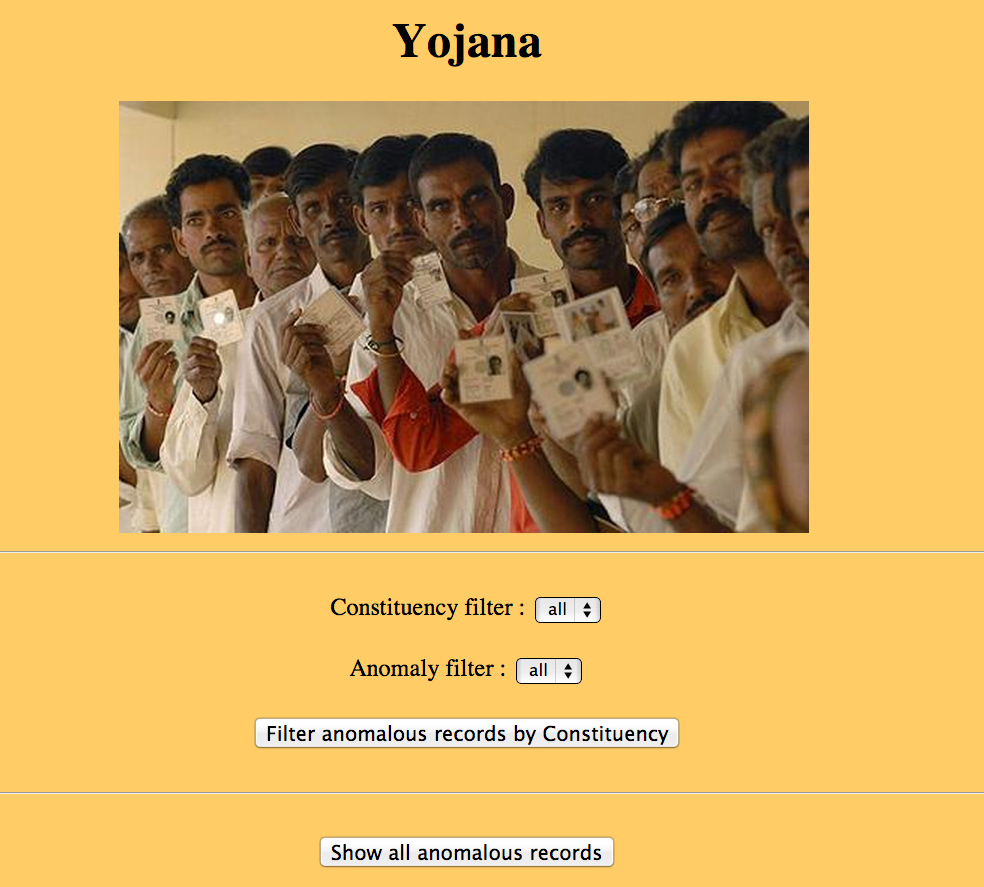 Yojana
Constituency filter : all
Anomaly filter : all
Filter anomalous records by Constituency
Show all anomalous records